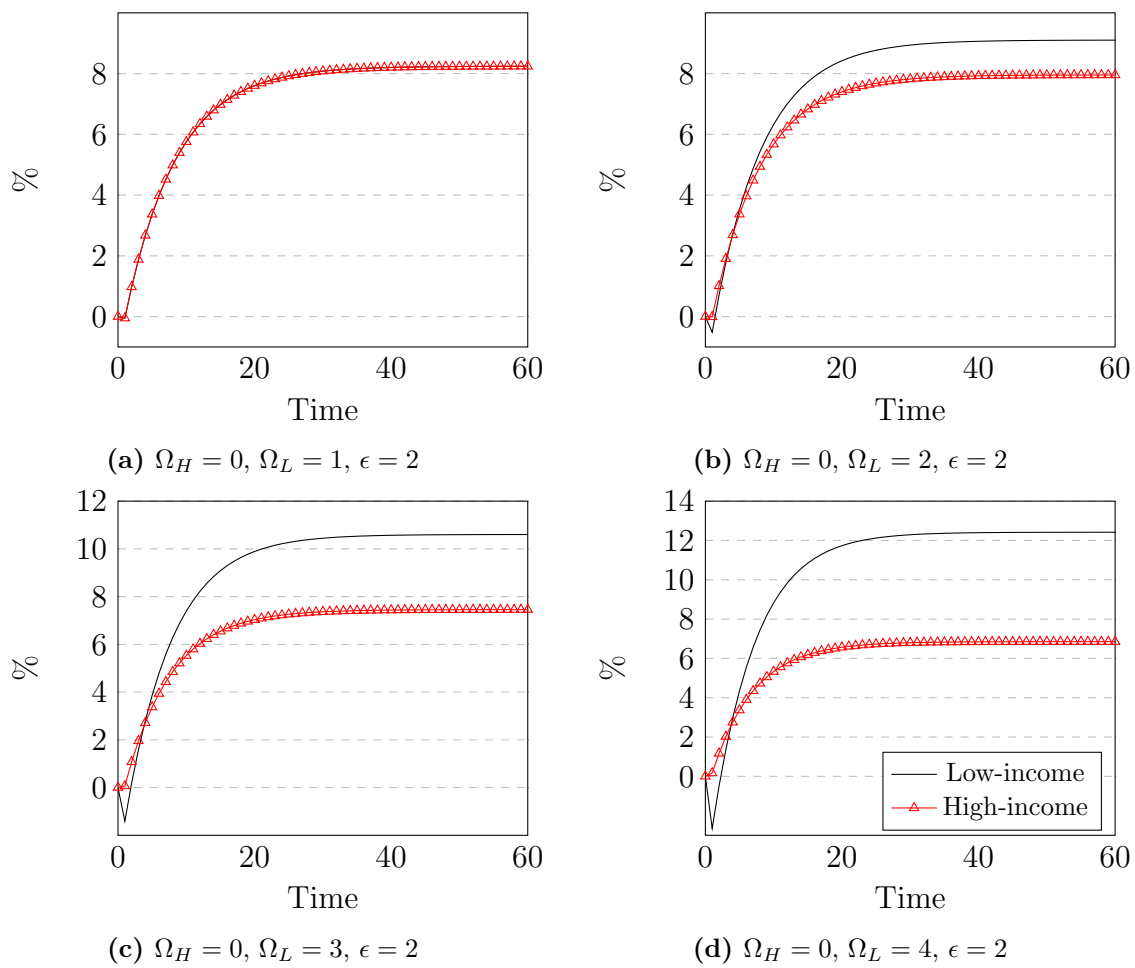 8
6
4
2
0
%
0 20 40 60
Time
(a) Ω_H = 0, Ω_L = 1, ϵ = 2
8
6
4
2
0
%
0 20 40 60
Time
(b) Ω_H = 0, Ω_L = 2, ϵ = 2
12
10
8
6
4
2
0
%
0 20 40 60
Time
(c) Ω_H = 0, Ω_L = 3, ϵ = 2
14
12
10
8
6
4
2
0
%
Low-income
High-income
0 20 40 60
Time
(d) Ω_H = 0, Ω_L = 4, ϵ = 2